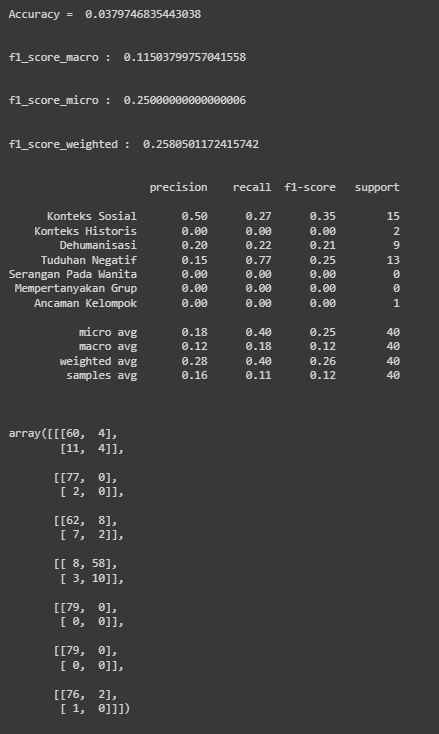 Accuracy =  0.0379746835443038
f1_score_macro :  0.11503799757041558
f1_score_micro :  0.25000000000000006
f1_score_weighted :  0.2580501172415742
precision    recall  f1-score   support
Konteks Sosial       0.50      0.27      0.35        15
Konteks Historis       0.00      0.00      0.00         2
Dehumanisasi       0.20      0.22      0.21         9
Tuduhan Negatif       0.15      0.77      0.25        13
Serangan Pada Wanita       0.00      0.00      0.00         0
Mempertanyakan Grup       0.00      0.00      0.00         0
Ancaman Kelompok       0.00      0.00      0.00         1
micro avg       0.18      0.40      0.25        40
macro avg       0.12      0.18      0.12        40
weighted avg       0.28      0.40      0.26        40
samples avg       0.16      0.11      0.12        40
array([[[60,  4],
[11,  4]],
[[77,  0],
[ 2,  0]],
[[62,  8],
[ 7,  2]],
[[ 8, 58],
[ 3, 10]],
[[79,  0],
[ 0,  0]],
[[79,  0],
[ 0,  0]],
[[76,  2],
[ 1,  0]]])